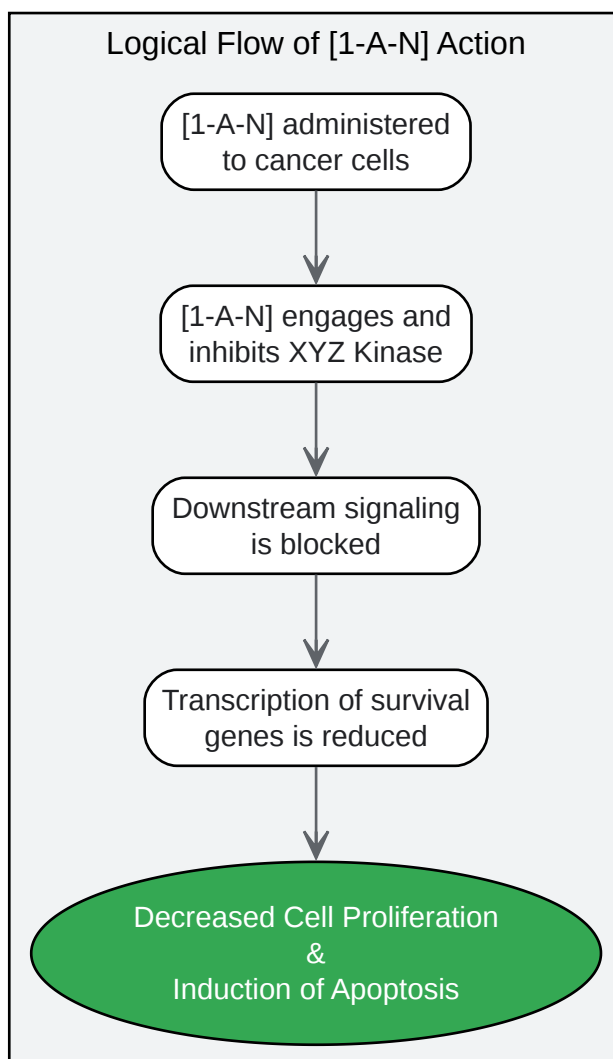 Logical Flow of [1-A-N] Action
[1-A-N] administered
to cancer cells
[1-A-N] engages and
inhibits XYZ Kinase
Downstream signaling
is blocked
Transcription of survival
genes is reduced
Decreased Cell Proliferation
&
Induction of Apoptosis